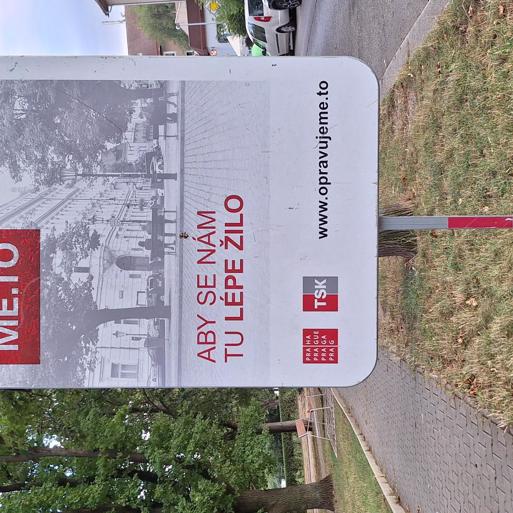 ME.TO
ABY SE NÁM
TU LÉPE ŽILO
www.opravujeme.to
PRAHA
PRAGUE
PRAGA
PRAG
TSK